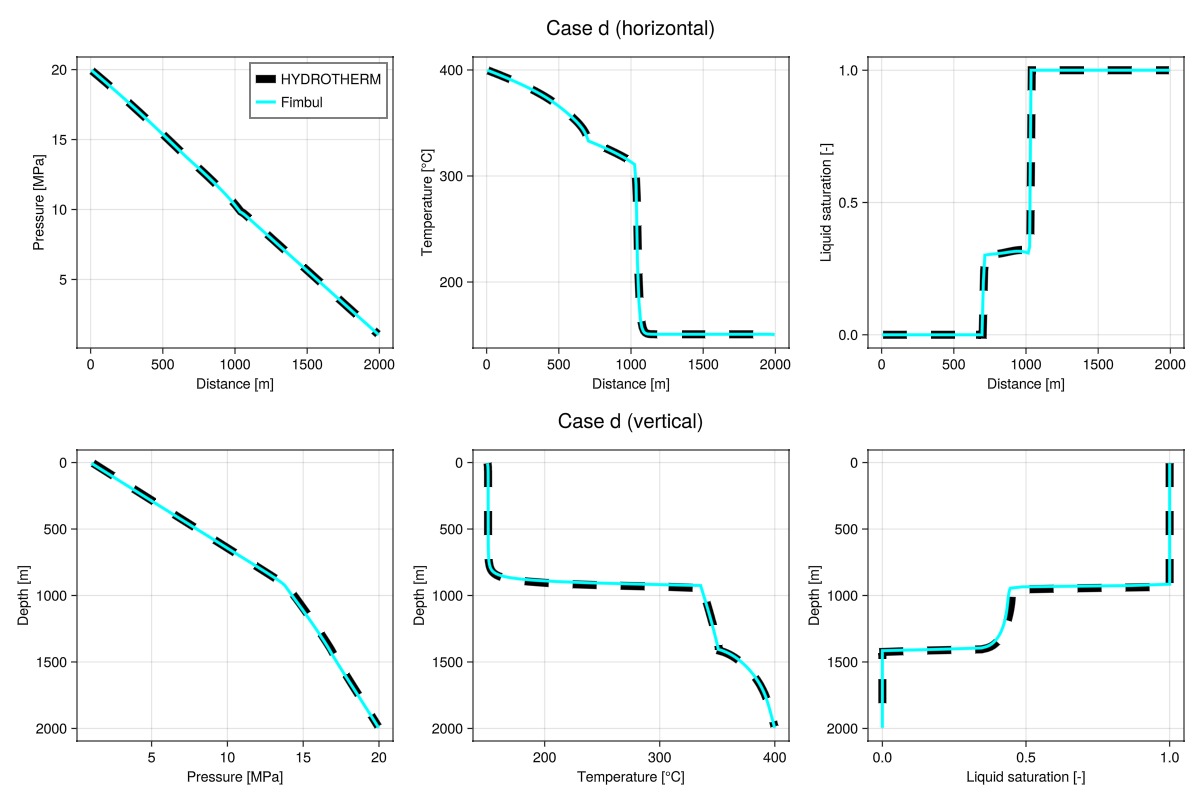 Case d (horizontal)
20
15
10
5
Pressure [MPa]
0 500 1000 1500 2000
Distance [m]
HYDROTHERM
Fimbul
400
300
200
Temperature [°C]
0 500 1000 1500 2000
Distance [m]
1.0
0.5
0.0
Liquid saturation [-]
0 500 1000 1500 2000
Distance [m]
Case d (vertical)
0
500
1000
1500
2000
Depth [m]
5 10 15 20
Pressure [MPa]
0
500
1000
1500
2000
Depth [m]
200 300 400
Temperature [°C]
0
500
1000
1500
2000
Depth [m]
0.0 0.5 1.0
Liquid saturation [-]